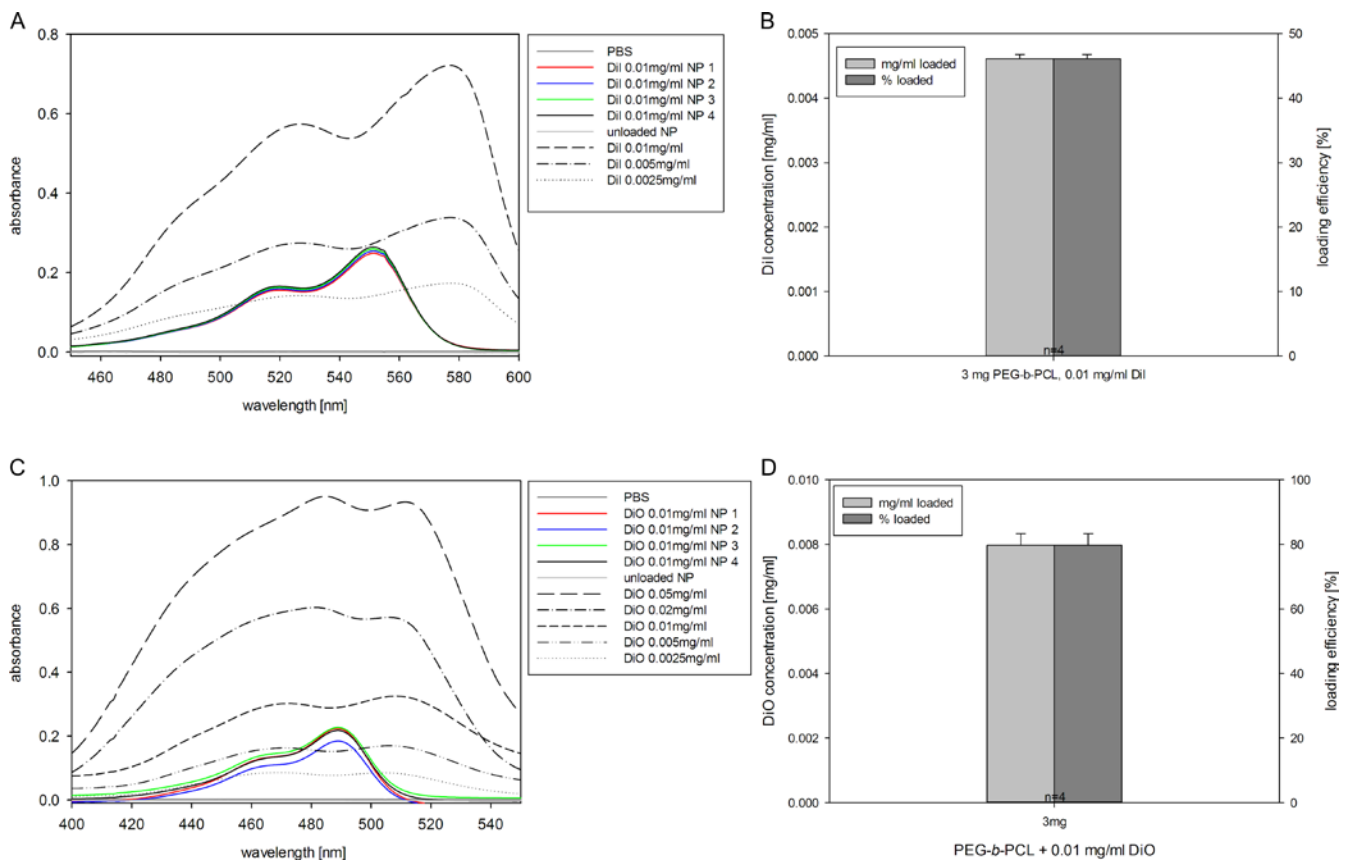 A
0.8
0.6
0.4
0.2
0.0
absorbance
460 480 500 520 540 560 580 600
wavelength [nm]
PBS
DiI 0.01mg/ml NP 1
DiI 0.01mg/ml NP 2
DiI 0.01mg/ml NP 3
DiI 0.01mg/ml NP 4
unloaded NP
DiI 0.01mg/ml
DiI 0.005mg/ml
DiI 0.0025mg/ml
B
0.005
0.004
0.003
0.002
0.001
0.000
DiI concentration [mg/ml]
mg/ml loaded
% loaded
n=4
3 mg PEG-b-PCL, 0.01 mg/ml DiI
50
40
30
20
10
0
loading efficiency [%]
C
1.0
0.8
0.6
0.4
0.2
0.0
absorbance
400 420 440 460 480 500 520 540
wavelength [nm]
PBS
DiO 0.01mg/ml NP 1
DiO 0.01mg/ml NP 2
DiO 0.01mg/ml NP 3
DiO 0.01mg/ml NP 4
unloaded NP
DiO 0.05mg/ml
DiO 0.02mg/ml
DiO 0.01mg/ml
DiO 0.005mg/ml
DiO 0.0025mg/ml
D
0.010
0.008
0.006
0.004
0.002
0.000
DiO concentration [mg/ml]
mg/ml loaded
% loaded
n=4
3mg
PEG-b-PCL + 0.01 mg/ml DiO
100
80
60
40
20
0
loading efficiency [%]